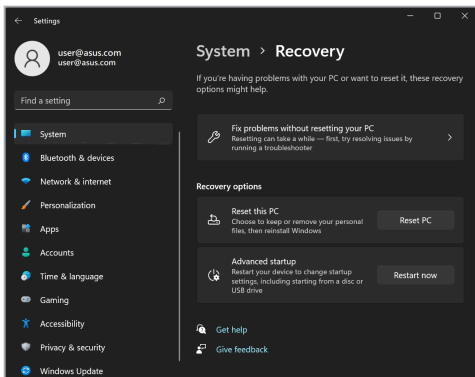 Settings
user@asus.com
user@asus.com
Find a setting
System
Bluetooth & devices
Network & internet
Personalization
Apps
Accounts
Time & language
Gaming
Accessibility
Privacy & security
Windows Update
System > Recovery
If you're having problems with your PC or want to reset it, these recovery
options might help.
Fix problems without resetting your PC
Resetting can take a while — first, try resolving issues by
running a troubleshooter
Recovery options
Reset this PC
Choose to keep or remove your personal
files, then reinstall Windows
Reset PC
Advanced startup
Restart your device to change startup
settings, including starting from a disc or
USB drive
Restart now
Get help
Give feedback